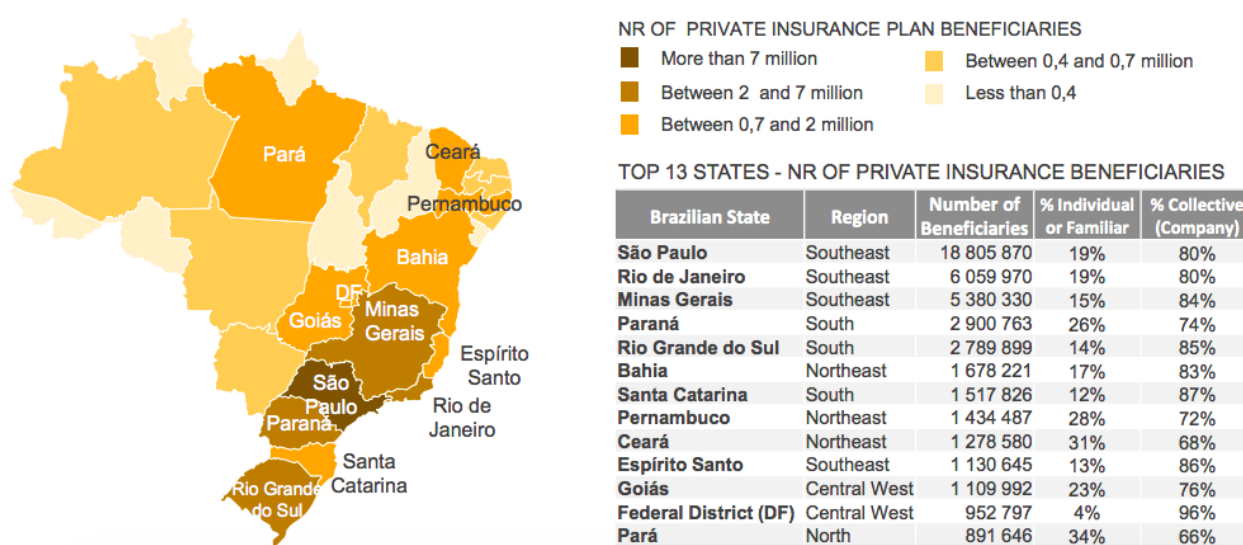 Pará
Ceará
Pernambuco
Bahia
DF
Goiás
Minas
Gerais
Espírito
Santo
São
Paulo
Rio de
Janeiro
Paraná
Santa
Catarina
Rio Grande
do Sul
NR OF PRIVATE INSURANCE PLAN BENEFICIARIES
More than 7 million
Between 0,4 and 0,7 million
Between 2 and 7 million
Less than 0,4
Between 0,7 and 2 million
TOP 13 STATES - NR OF PRIVATE INSURANCE BENEFICIARIES
Brazilian State Region Number of Beneficiaries % Individual or Familiar % Collective (Company)
São Paulo Southeast 18 805 870 19% 80%
Rio de Janeiro Southeast 6 059 970 19% 80%
Minas Gerais Southeast 5 380 330 15% 84%
Paraná South 2 900 763 26% 74%
Rio Grande do Sul South 2 789 899 14% 85%
Bahia Northeast 1 678 221 17% 83%
Santa Catarina South 1 517 826 12% 87%
Pernambuco Northeast 1 434 487 28% 72%
Ceará Northeast 1 278 580 31% 68%
Espírito Santo Southeast 1 130 645 13% 86%
Goiás Central West 1 109 992 23% 76%
Federal District (DF) Central West 952 797 4% 96%
Pará North 891 646 34% 66%